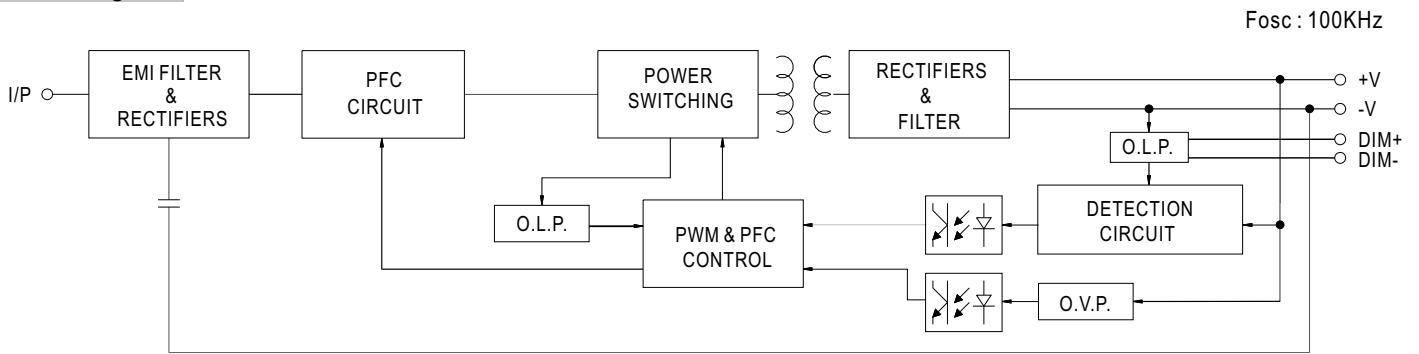 Fosc : 100KHz
I/P
EMI FILTER
&
RECTIFIERS
PFC
CIRCUIT
POWER
SWITCHING
RECTIFIERS
&
FILTER
+V
-V
DIM+
DIM-
O.L.P.
DETECTION
CIRCUIT
O.L.P.
PWM & PFC
CONTROL
O.V.P.